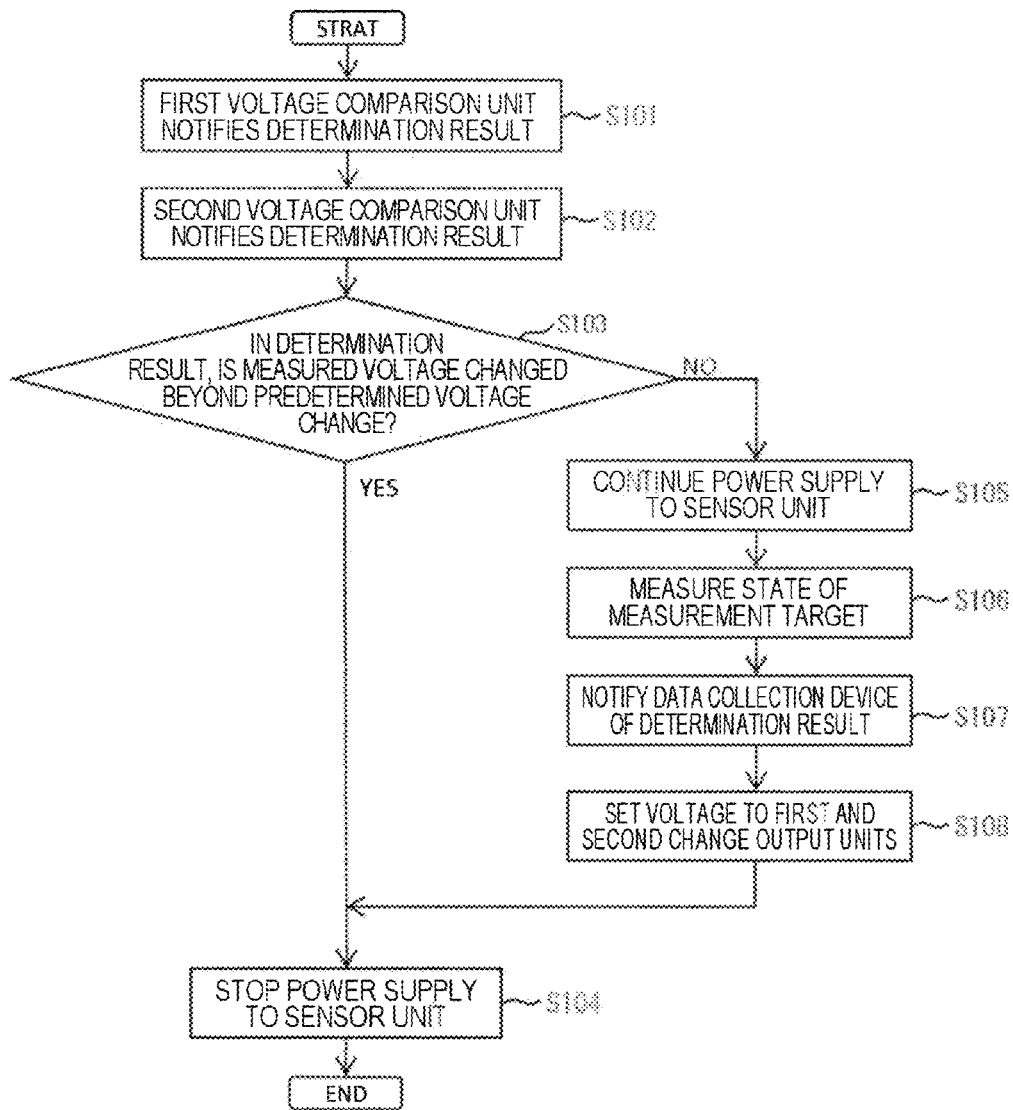 STRAT
FIRST VOLTAGE COMPARISON UNIT
NOTIFIES DETERMINATION RESULT
S101
SECOND VOLTAGE COMPARISON UNIT
NOTIFIES DETERMINATION RESULT
S102
S103
IN DETERMINATION
RESULT, IS MEASURED VOLTAGE CHANGED
BEYOND PREDETERMINED VOLTAGE
CHANGE?
NO
YES
CONTINUE POWER SUPPLY
TO SENSOR UNIT
S105
MEASURE STATE OF
MEASUREMENT TARGET
S106
NOTIFY DATA COLLECTION DEVICE
OF DETERMINATION RESULT
S107
SET VOLTAGE TO FIRST AND
SECOND CHANGE OUTPUT UNITS
S108
STOP POWER SUPPLY
TO SENSOR UNIT
S104
END